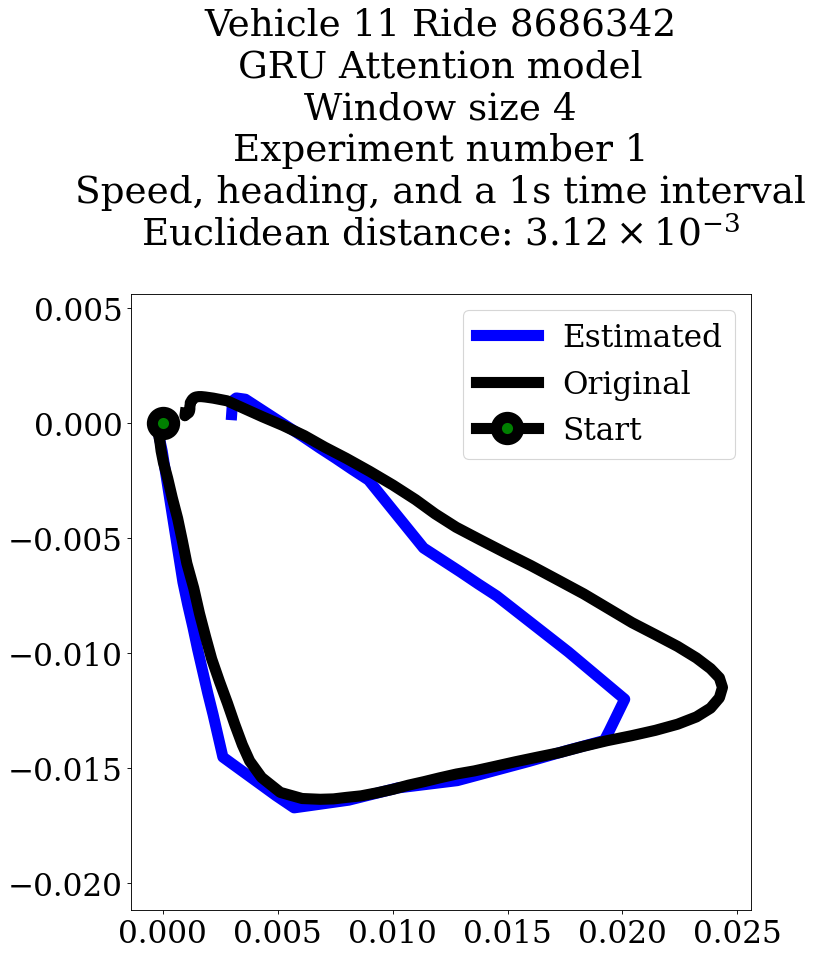 Vehicle 11 Ride 8686342
GRU Attention model
Window size 4
Experiment number 1
Speed, heading, and a 1s time interval
Euclidean distance: 3.12 × 10⁻³
0.005
0.000
−0.005
−0.010
−0.015
−0.020
Estimated
Original
Start
0.000 0.005 0.010 0.015 0.020 0.025